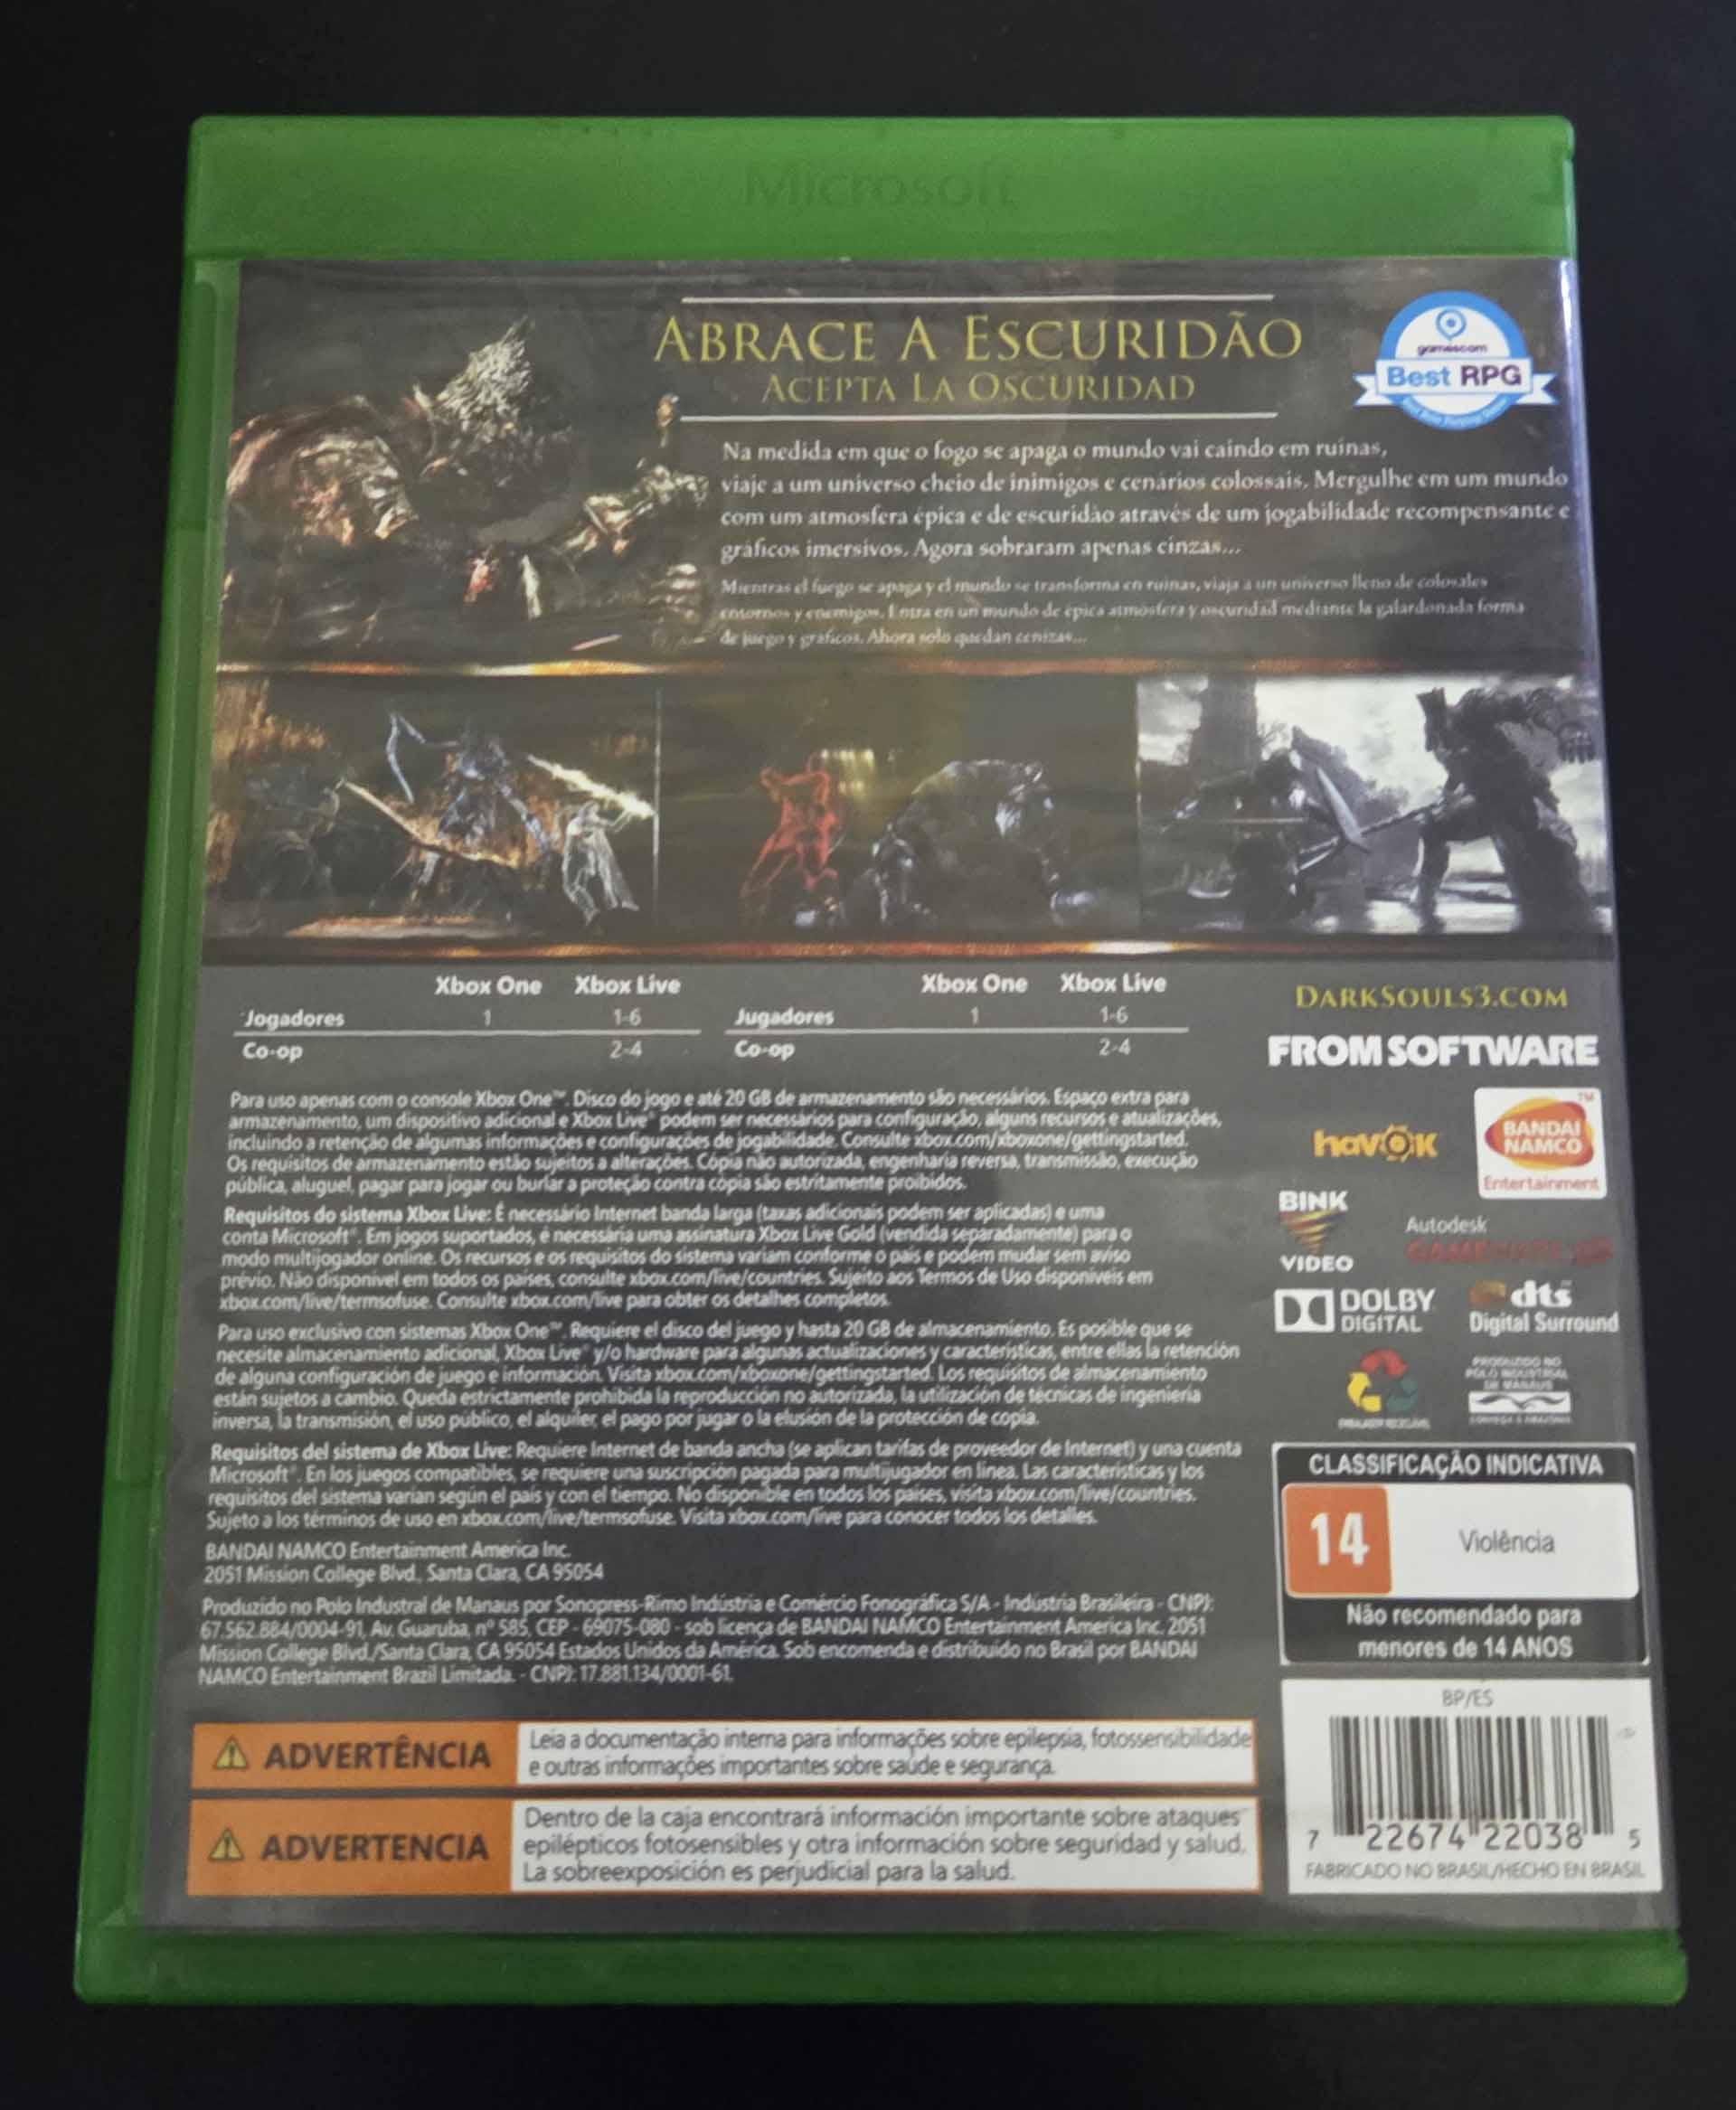 Microsoft
ABRACE A ESCURIDÃO
ACEPTA LA OSCURIDAD
gamescom
Best RPG
Na medida em que o fogo se apaga o mundo vai caindo em ruínas,
viaje a um universo cheio de inimigos e cenários colossais. Mergulhe em um mundo
com um atmosfera épica e de escuridão através de um jogabilidade recompensante e
gráficos imersivos. Agora sobraram apenas cinzas...
Mientras el fuego se apaga y el mundo se transforma en ruinas, viaja a un universo lleno de colosales
entornos y enemigos. Entra en un mundo de épica atmósfera y oscuridad mediante la galardonada forma
de juego y gráficos. Ahora solo quedan cenizas...
Xbox One Xbox Live
Jogadores 1 1-6
Co-op 2-4
Xbox One Xbox Live
Jugadores 1 1-6
Co-op 2-4
DARKSOULS3.COM
FROMSOFTWARE
Para uso apenas com o console Xbox One™. Disco do jogo e até 20 GB de armazenamento são necessários. Espaço extra para
armazenamento, um dispositivo adicional e Xbox Live® podem ser necessários para configuração, alguns recursos e atualizações,
incluindo a retenção de algumas informações e configurações de jogabilidade. Consulte xbox.com/xboxone/gettingstarted.
Os requisitos de armazenamento estão sujeitos a alterações. Cópia não autorizada, engenharia reversa, transmissão, execução
pública, aluguel, pagar para jogar ou burlar a proteção contra cópia são estritamente proibidos.
Requisitos do sistema Xbox Live: É necessário Internet banda larga (taxas adicionais podem ser aplicadas) e uma
conta Microsoft®. Em jogos suportados, é necessária uma assinatura Xbox Live Gold (vendida separadamente) para o
modo multijogador online. Os recursos e os requisitos do sistema variam conforme o país e podem mudar sem aviso
prévio. Não disponível em todos os países, consulte xbox.com/live/countries. Sujeito aos Termos de Uso disponíveis em
xbox.com/live/termsofuse. Consulte xbox.com/live para obter os detalhes completos.
Para uso exclusivo con sistemas Xbox One™. Requiere el disco del juego y hasta 20 GB de almacenamiento. Es posible que se
necesite almacenamiento adicional, Xbox Live® y/o hardware para algunas actualizaciones y características, entre ellas la retención
de alguna configuración de juego e información. Visita xbox.com/xboxone/gettingstarted. Los requisitos de almacenamiento
están sujetos a cambio. Queda estrictamente prohibida la reproducción no autorizada, la utilización de técnicas de ingeniería
inversa, la transmisión, el uso público, el alquiler, el pago por jugar o la elusión de la protección de copia.
Requisitos del sistema de Xbox Live: Requiere Internet de banda ancha (se aplican tarifas de proveedor de Internet) y una cuenta
Microsoft®. En los juegos compatibles, se requiere una suscripción pagada para multijugador en línea. Las características y los
requisitos del sistema varían según el país y con el tiempo. No disponible en todos los países, visita xbox.com/live/countries.
Sujeto a los términos de uso en xbox.com/live/termsofuse. Visita xbox.com/live para conocer todos los detalles.
BANDAI NAMCO Entertainment America Inc.
2051 Mission College Blvd., Santa Clara, CA 95054
Produzido no Polo Industral de Manaus por Sonopress-Rimo Indústria e Comércio Fonográfica S/A - Indústria Brasileira - CNPJ:
67.562.884/0004-91, Av. Guaruba, nº 585, CEP - 69075-080 - sob licença de BANDAI NAMCO Entertainment America Inc. 2051
Mission College Blvd./Santa Clara, CA 95054 Estados Unidos da América. Sob encomenda e distribuído no Brasil por BANDAI
NAMCO Entertainment Brazil Limitada. - CNPJ: 17.881.134/0001-61.
havok
BANDAI
NAMCO
Entertainment
BINK
VIDEO
Autodesk
GAMEWARE
DOLBY
DIGITAL
dts
Digital Surround
PRODUZIDO NO
POLO INDUSTRIAL
DE MANAUS
CONHEÇA A AMAZÔNIA
EMBALAGEM RECICLÁVEL
CLASSIFICAÇÃO INDICATIVA
14 Violência
Não recomendado para
menores de 14 ANOS
ADVERTÊNCIA
Leia a documentação interna para informações sobre epilepsia, fotossensibilidade
e outras informações importantes sobre saúde e segurança.
ADVERTENCIA
Dentro de la caja encontrará información importante sobre ataques
epilépticos fotosensibles y otra información sobre seguridad y salud.
La sobreexposición es perjudicial para la salud.
BP/ES
7 22674 22038 5
FABRICADO NO BRASIL/HECHO EN BRASIL